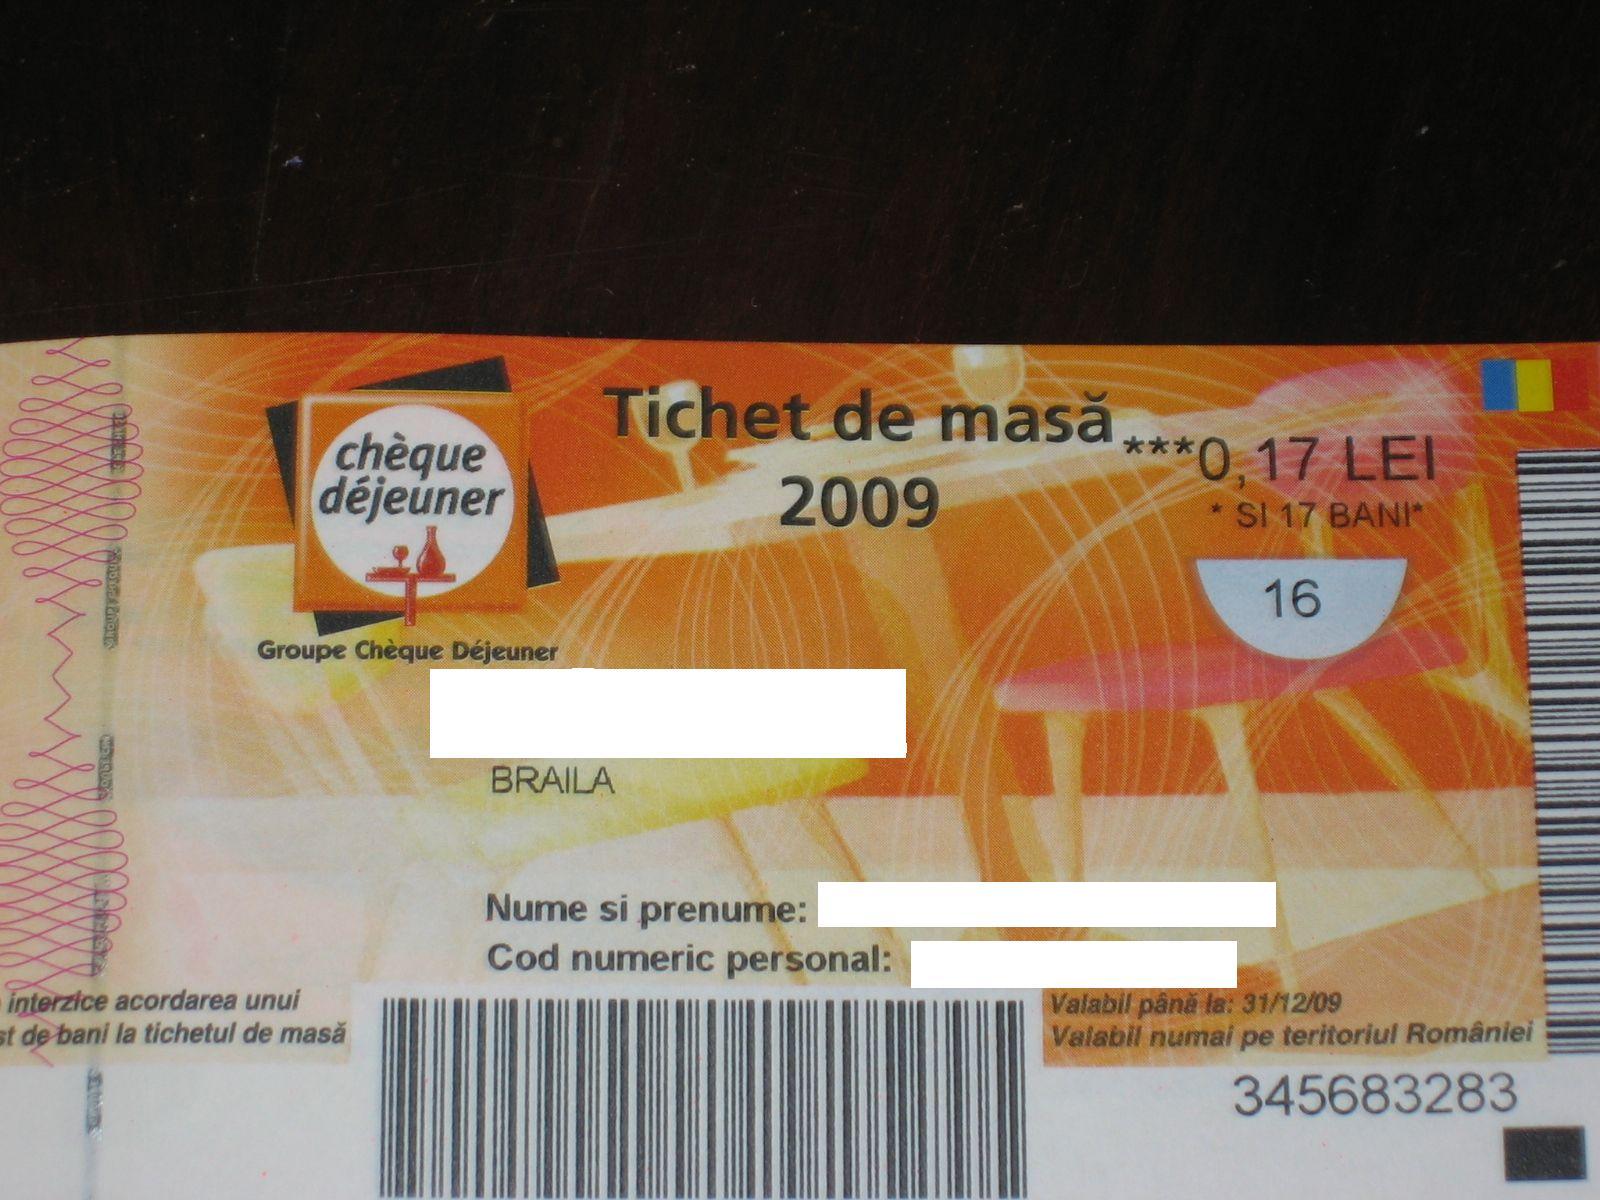 chèque
déjeuner
Groupe Chèque Déjeuner
Tichet de masă
2009
***0,17 LEI
* SI 17 BANI*
16
BRAILA
Nume si prenume:
Cod numeric personal:
interzice acordarea unui
st de bani la tichetul de masă
Valabil până la: 31/12/09
Valabil numai pe teritoriul României
345683283